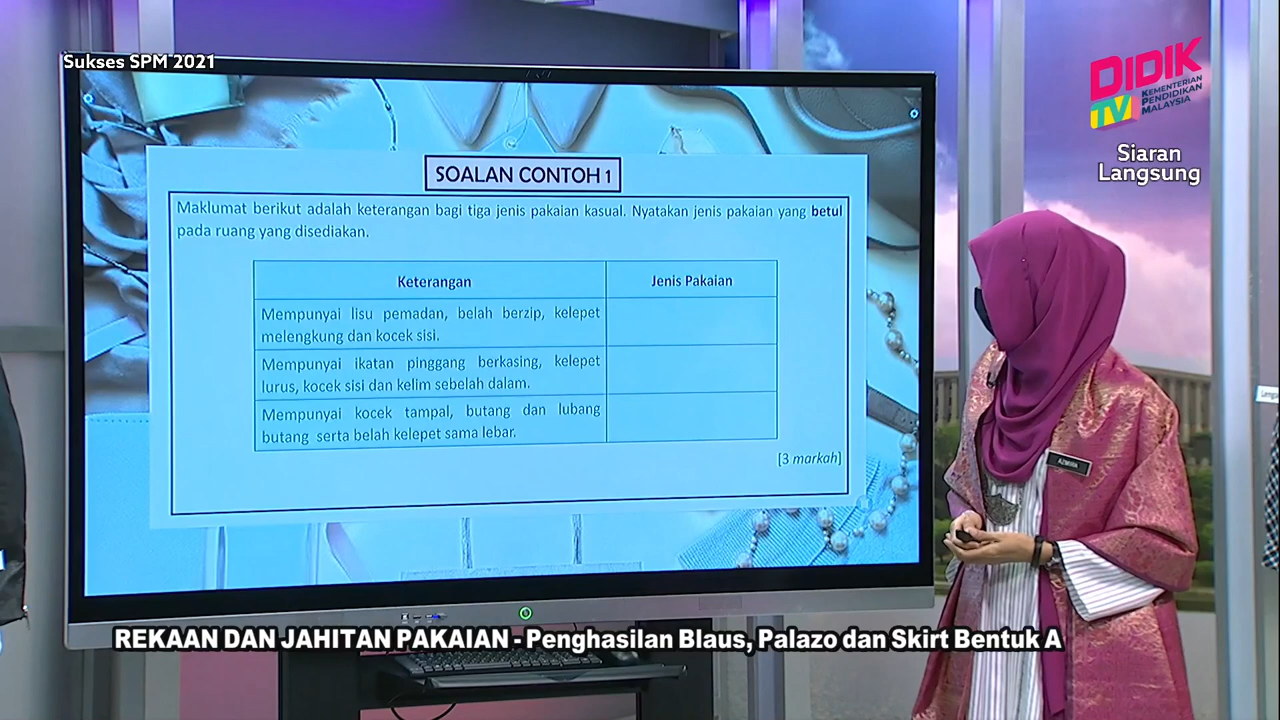 Sukses SPM 2021
DIDIK
TV
KEMENTERIAN
PENDIDIKAN
MALAYSIA
Siaran
Langsung
SOALAN CONTOH 1
Maklumat berikut adalah keterangan bagi tiga jenis pakaian kasual. Nyatakan jenis pakaian yang betul
pada ruang yang disediakan.
Keterangan
Jenis Pakaian
Mempunyai lisu pemadan, belah berzip, kelepet
melengkung dan kocek sisi.
Mempunyai ikatan pinggang berkasing, kelepet
lurus, kocek sisi dan kelim sebelah dalam.
Mempunyai kocek tampal, butang dan lubang
butang serta belah kelepet sama lebar.
[3 markah]
AZMIRA
REKAAN DAN JAHITAN PAKAIAN - Penghasilan Blaus, Palazo dan Skirt Bentuk A